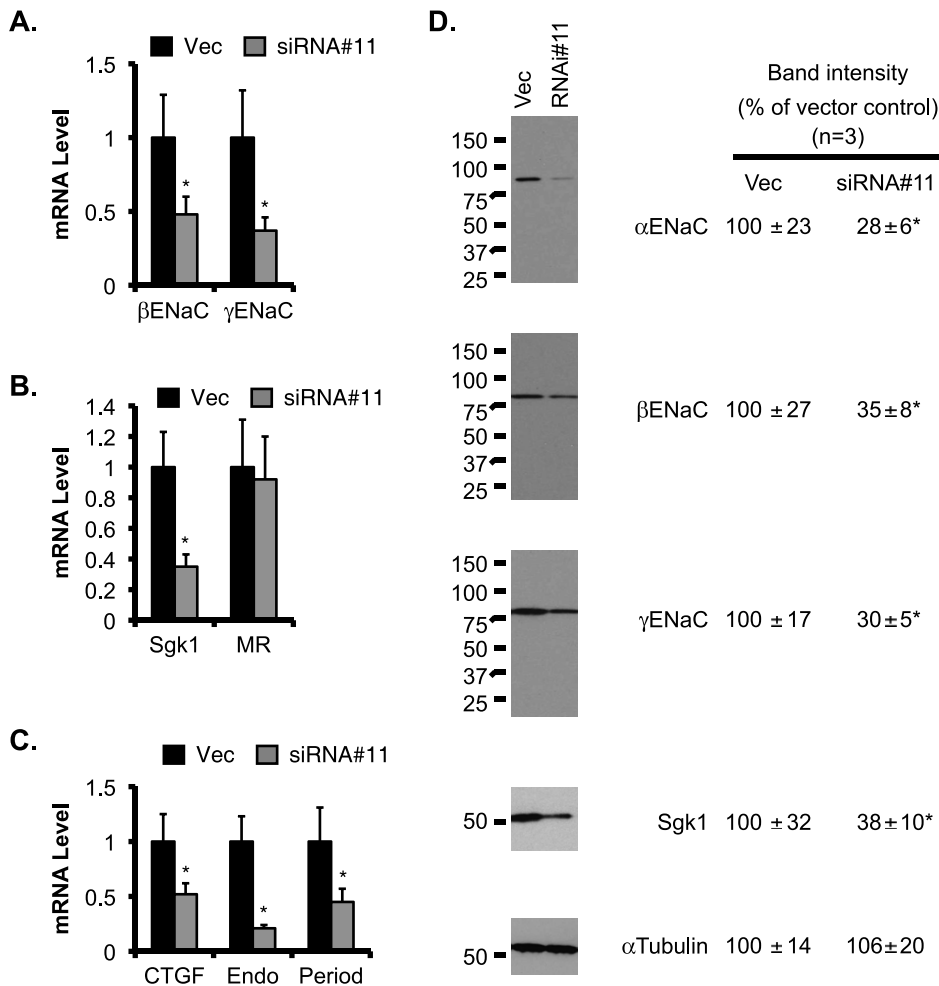 A.
Vec siRNA#11
mRNA Level
1.5
1
0.5
0
*
*
βENaC γENaC
B.
Vec siRNA#11
mRNA Level
1.4
1.2
1
0.8
0.6
0.4
0.2
0
*
Sgk1 MR
C.
Vec siRNA#11
mRNA Level
1.5
1
0.5
0
*
*
*
CTGF Endo Period
D.
Vec
RNAi#11
Band intensity
(% of vector control)
(n=3)
Vec siRNA#11
150
100
75
50
37
25
αENaC 100 ±23 28±6*
150
100
75
50
37
25
βENaC 100 ±27 35±8*
150
100
75
50
37
25
γENaC 100 ±17 30±5*
50
Sgk1 100 ±32 38±10*
50
αTubulin 100 ±14 106±20